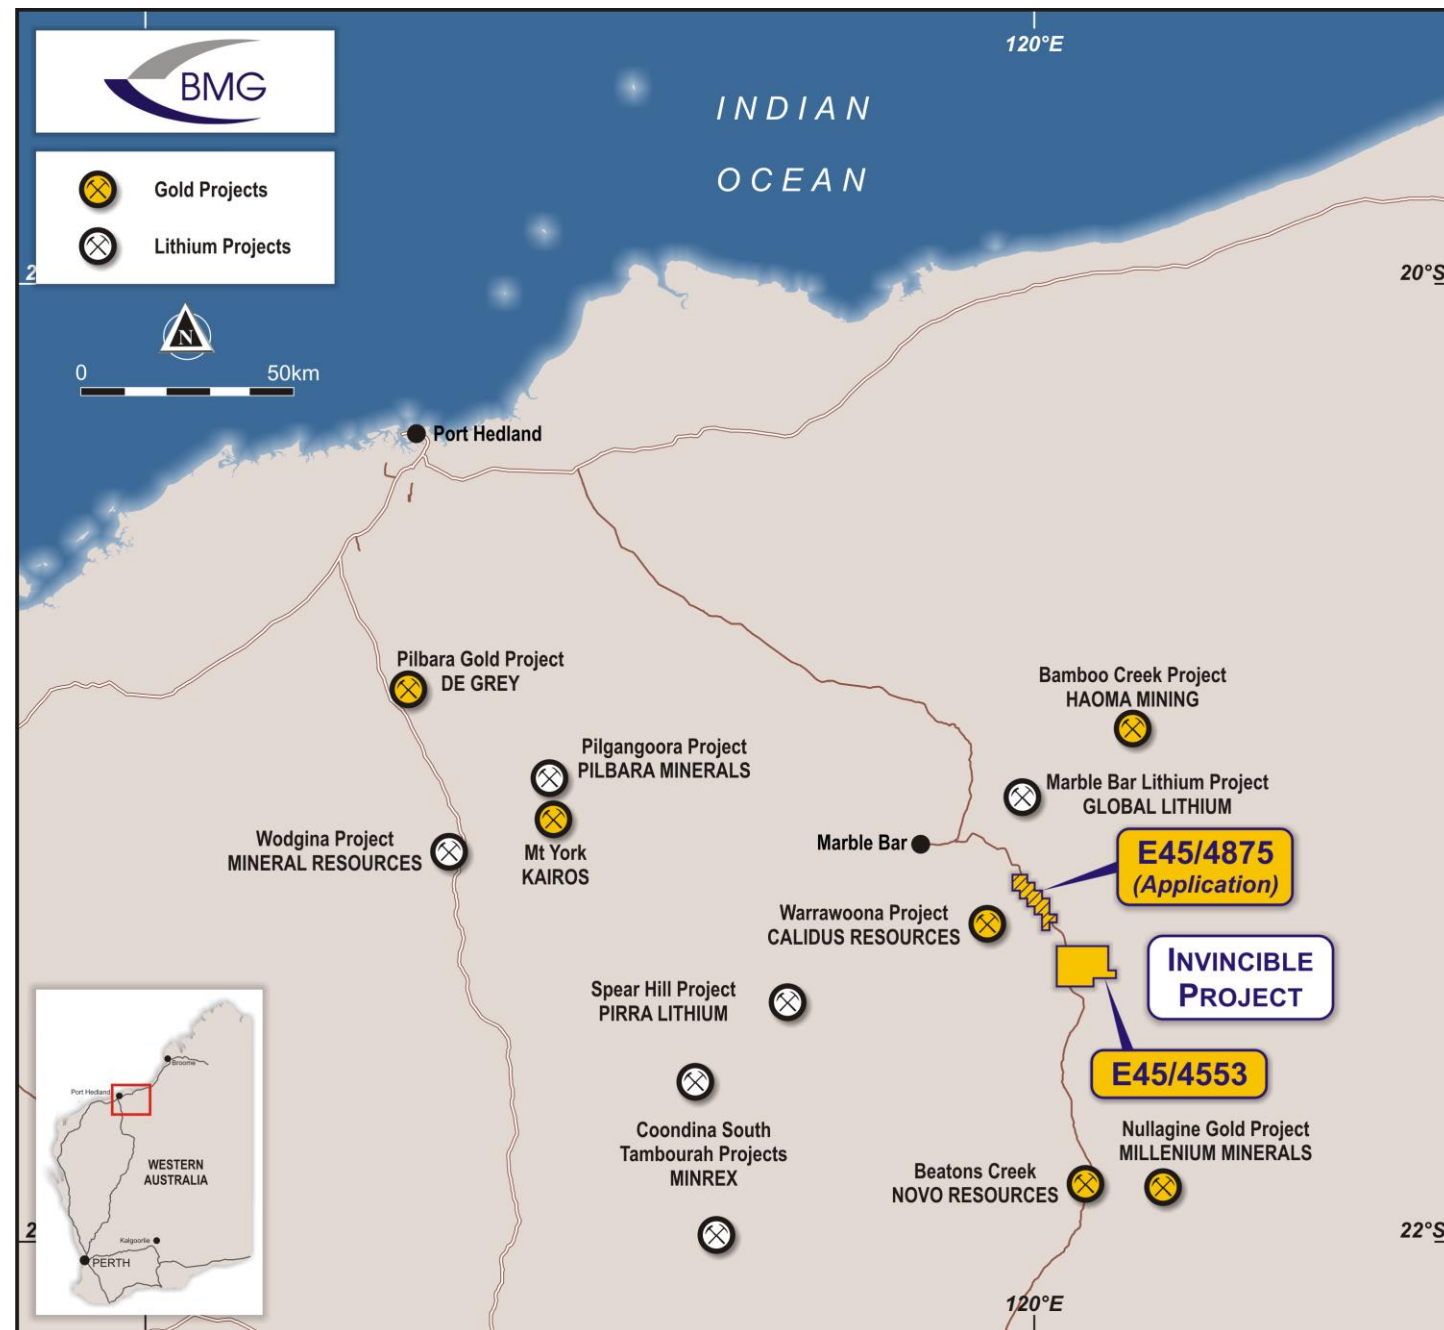 BMG
Gold Projects
Lithium Projects
N
0 50km
120°E
INDIAN
OCEAN
20°S
Port Hedland
Pilbara Gold Project
DE GREY
Bamboo Creek Project
HAOMA MINING
Pilgangoora Project
PILBARA MINERALS
Marble Bar Lithium Project
GLOBAL LITHIUM
Wodgina Project
MINERAL RESOURCES
Mt York
KAIROS
Marble Bar
E45/4875
(Application)
Warrawoona Project
CALIDUS RESOURCES
INVINCIBLE
PROJECT
Spear Hill Project
PIRRA LITHIUM
E45/4553
Coondina South
Tambourah Projects
MINREX
Nullagine Gold Project
MILLENIUM MINERALS
Beatons Creek
NOVO RESOURCES
22°S
120°E
Broome
Port Hedland
WESTERN
AUSTRALIA
Kalgoorlie
PERTH